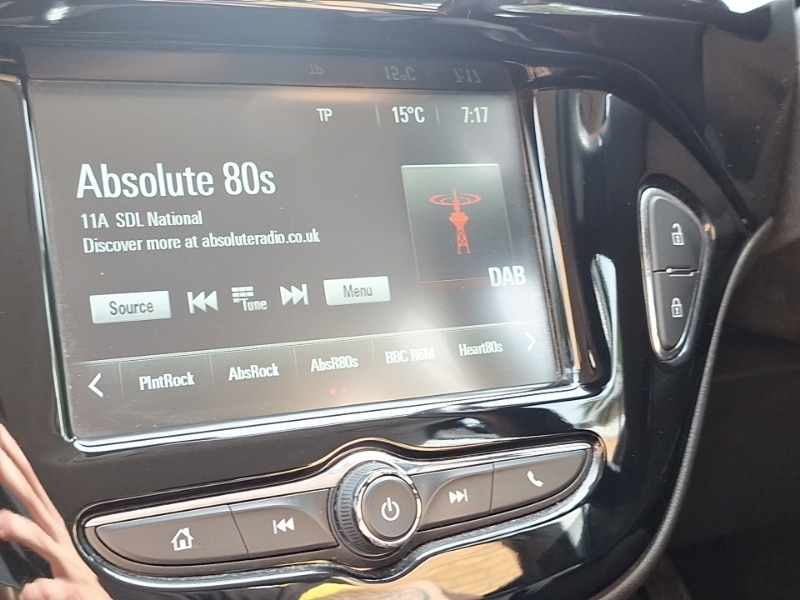 TP 15°C 7:17
Absolute 80s
11A SDL National
Discover more at absoluteradio.co.uk
DAB
Source Tune Menu
PlntRock AbsRock AbsR80s BBC R6M Heart80s